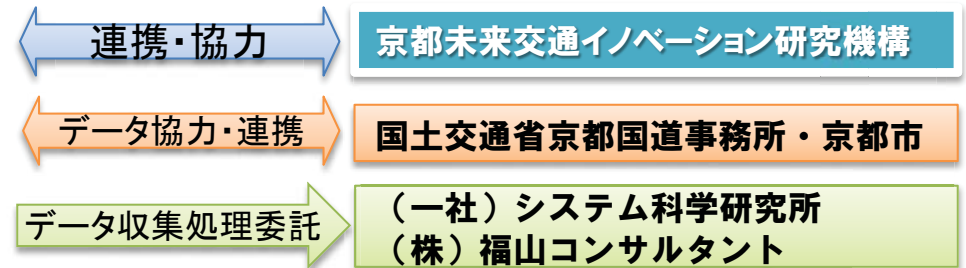 連携・協力
京都未来交通イノベーション研究機構
データ協力・連携
国土交通省京都国道事務所・京都市
データ収集処理委託
（一社）システム科学研究所
（株）福山コンサルタント